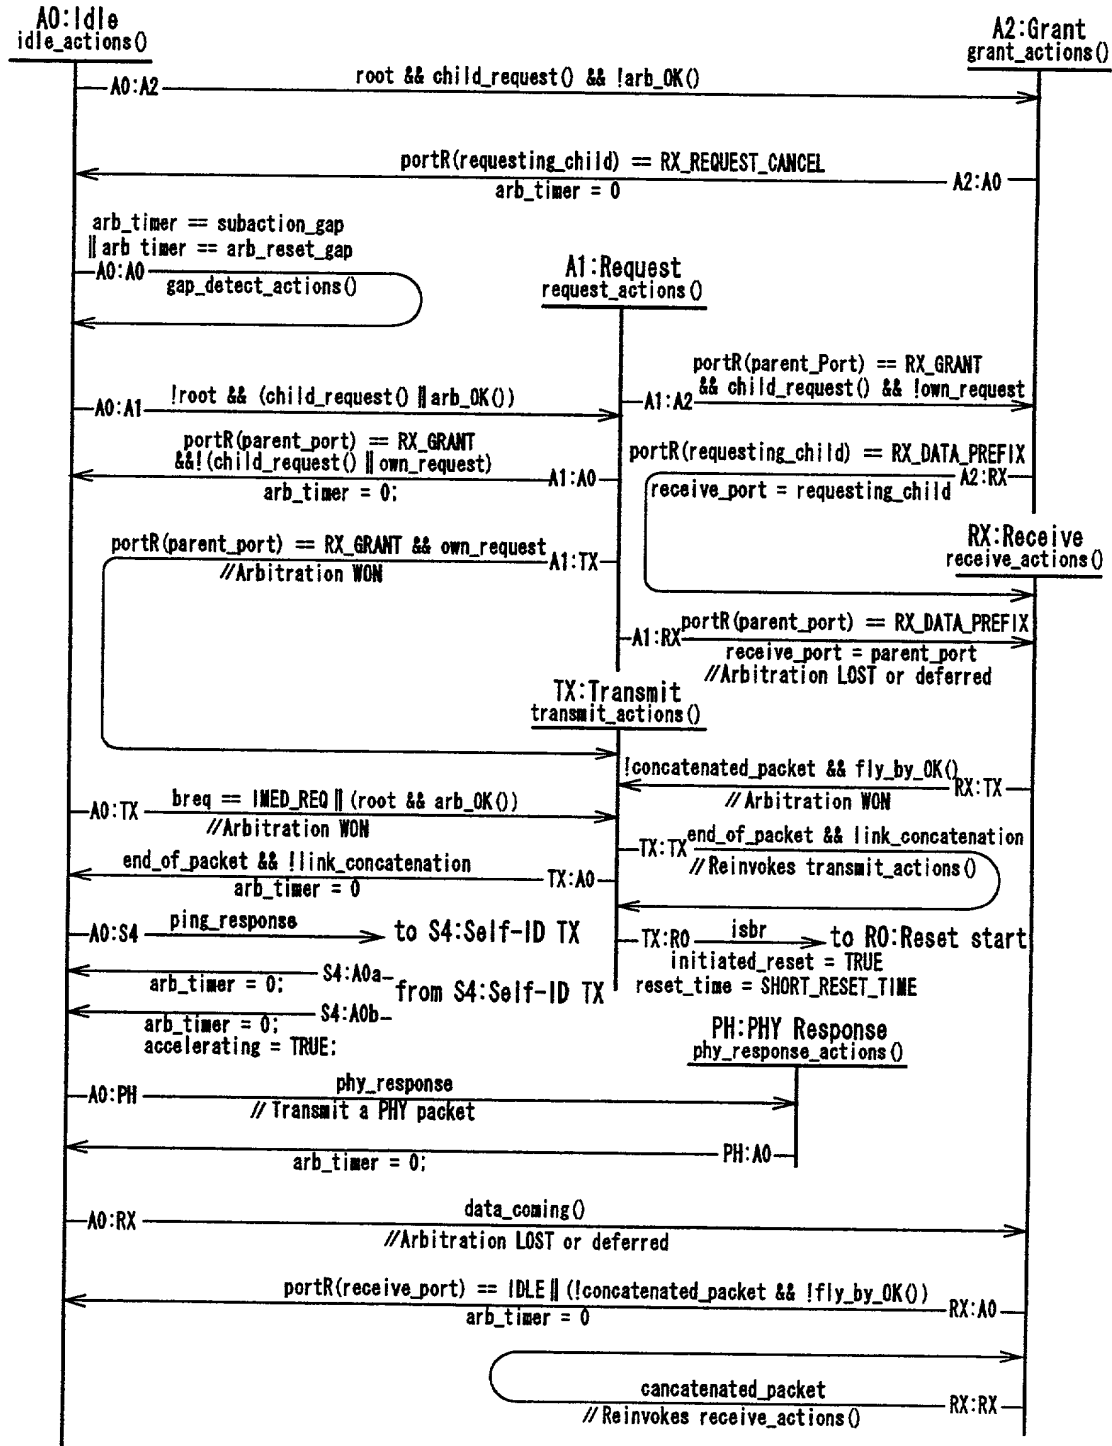 A0:Idle
idle_actions()
A2:Grant
grant_actions()
A0:A2
root && child_request() && !arb_OK()
portR(requesting_child) == RX_REQUEST_CANCEL
A2:A0
arb_timer = 0
arb_timer == subaction_gap
|| arb timer == arb_reset_gap
A0:A0
gap_detect_actions()
A1:Request
request_actions()
portR(parent_Port) == RX_GRANT
&& child_request() && !own_request
A1:A2
!root && (child_request() || arb_OK())
A0:A1
portR(parent_port) == RX_GRANT
&&!(child_request() || own_request)
A1:A0
arb_timer = 0;
portR(requesting_child) == RX_DATA_PREFIX
A2:RX
receive_port = requesting_child
RX:Receive
receive_actions()
portR(parent_port) == RX_GRANT && own_request
A1:TX
//Arbitration WON
A1:RX
portR(parent_port) == RX_DATA_PREFIX
receive_port = parent_port
//Arbitration LOST or deferred
TX:Transmit
transmit_actions()
!concatenated_packet && fly_by_OK()
RX:TX
//Arbitration WON
A0:TX
breq == IMED_REQ || (root && arb_OK())
//Arbitration WON
TX:TX
end_of_packet && link_concatenation
//Reinvokes transmit_actions()
end_of_packet && !link_concatenation
TX:A0
arb_timer = 0
A0:S4
ping_response
to S4:Self-ID TX
TX:R0
isbr
to R0:Reset start
initiated_reset = TRUE
reset_time = SHORT_RESET_TIME
S4:A0a
arb_timer = 0;
from S4:Self-ID TX
S4:A0b
arb_timer = 0;
accelerating = TRUE;
PH:PHY Response
phy_response_actions()
A0:PH
phy_response
// Transmit a PHY packet
PH:A0
arb_timer = 0;
A0:RX
data_coming()
//Arbitration LOST or deferred
portR(receive_port) == IDLE || (!concatenated_packet && !fly_by_OK())
RX:A0
arb_timer = 0
cancatenated_packet
RX:RX
// Reinvokes receive_actions()